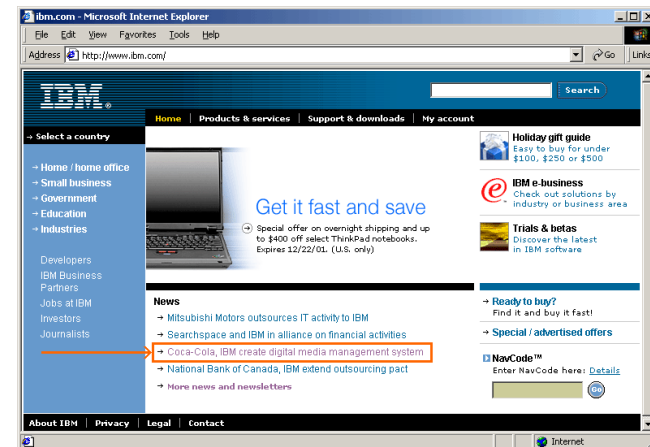 ibm.com - Microsoft Internet Explorer
File Edit View Favorites Tools Help
Address http://www.ibm.com/ Go Links
IBM®
Search
Home | Products & services | Support & downloads | My account
→ Select a country
→ Home / home office
→ Small business
→ Government
→ Education
→ Industries
Developers
IBM Business
Partners
Jobs at IBM
Investors
Journalists
Get it fast and save
Special offer on overnight shipping and up
to $400 off select ThinkPad notebooks.
Expires 12/22/01. (U.S. only)
Holiday gift guide
Easy to buy for under
$100, $250 or $500
IBM e-business
Check out solutions by
industry or business area
Trials & betas
Discover the latest
in IBM software
News
→ Mitsubishi Motors outsources IT activity to IBM
→ Searchspace and IBM in alliance on financial activities
→ Coca-Cola, IBM create digital media management system
→ National Bank of Canada, IBM extend outsourcing pact
→ More news and newsletters
→ Ready to buy?
Find it and buy it fast!
→ Special / advertised offers
NavCode™
Enter NavCode here: Details
Go
About IBM | Privacy | Legal | Contact
Internet